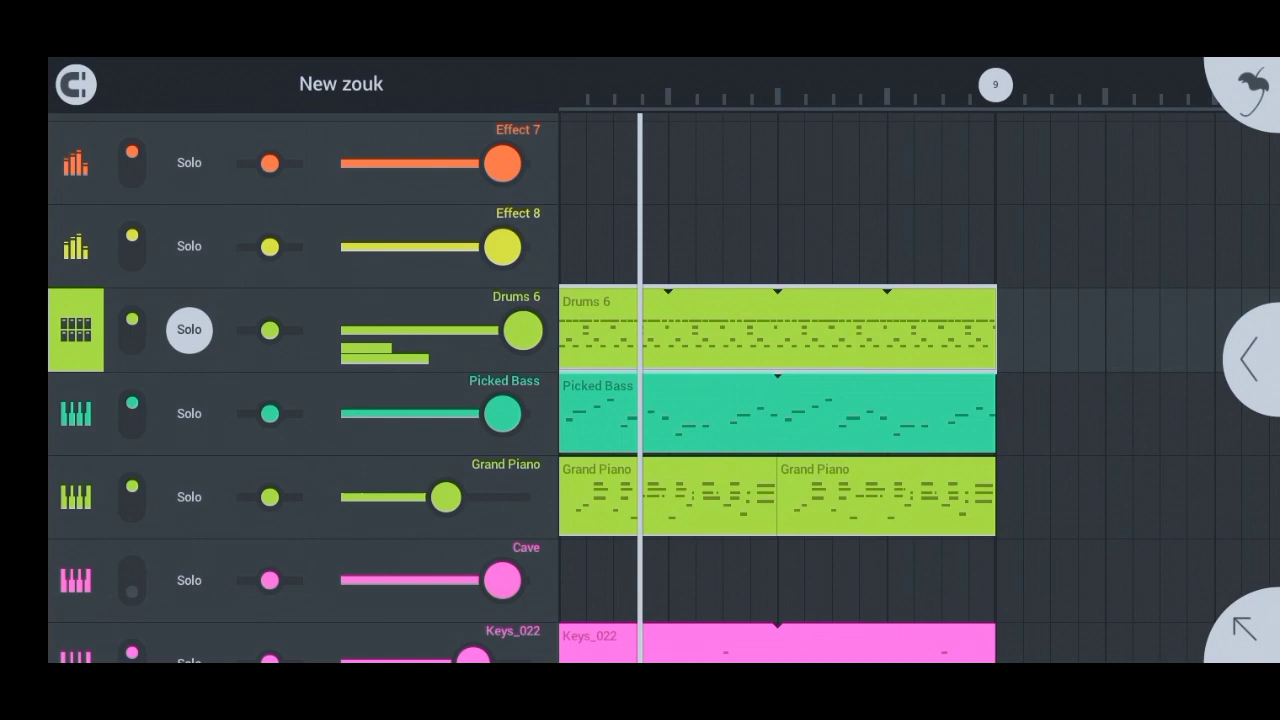 New zouk
9
Effect 7
Solo
Effect 8
Solo
Drums 6
Solo
Drums 6
Picked Bass
Solo
Picked Bass
Grand Piano
Solo
Grand Piano
Grand Piano
Cave
Solo
Keys_022
Solo
Keys_022